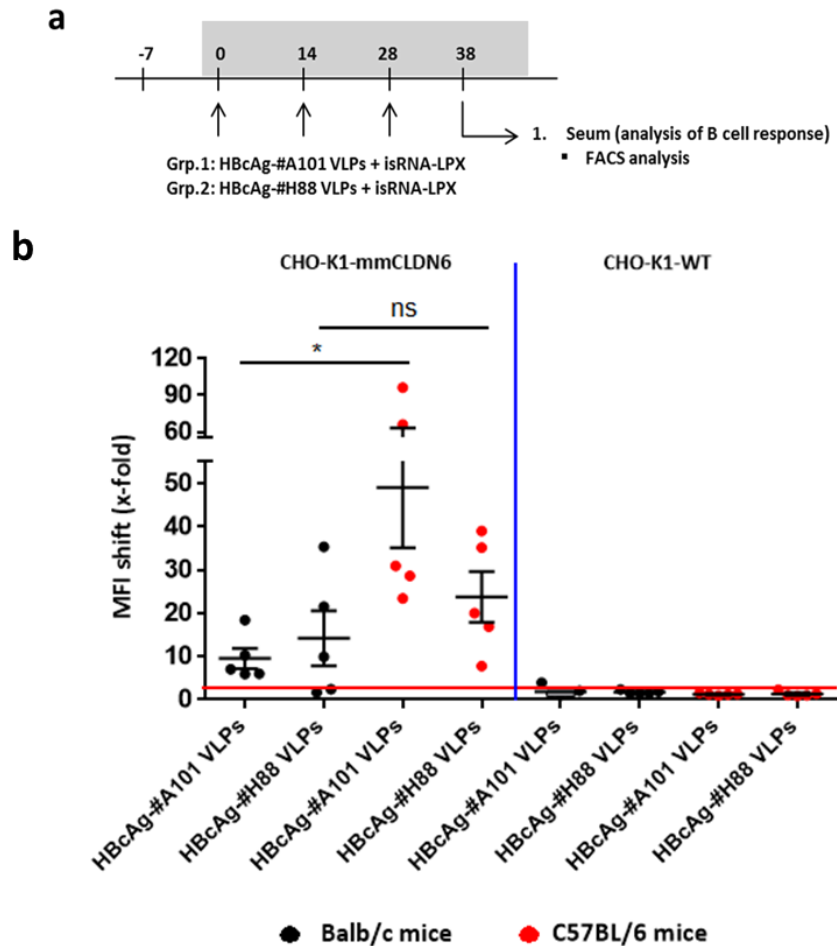 a
-7 0 14 28 38
1. Seum (analysis of B cell response)
▪ FACS analysis
Grp.1: HBcAg-#A101 VLPs + isRNA-LPX
Grp.2: HBcAg-#H88 VLPs + isRNA-LPX
b
CHO-K1-mmCLDN6 CHO-K1-WT
ns
*
120
90
60
50
40
30
20
10
0
MFI shift (x-fold)
HBcAg-#A101 VLPs
HBcAg-#H88 VLPs
HBcAg-#A101 VLPs
HBcAg-#H88 VLPs
HBcAg-#A101 VLPs
HBcAg-#H88 VLPs
HBcAg-#A101 VLPs
HBcAg-#H88 VLPs
Balb/c mice C57BL/6 mice